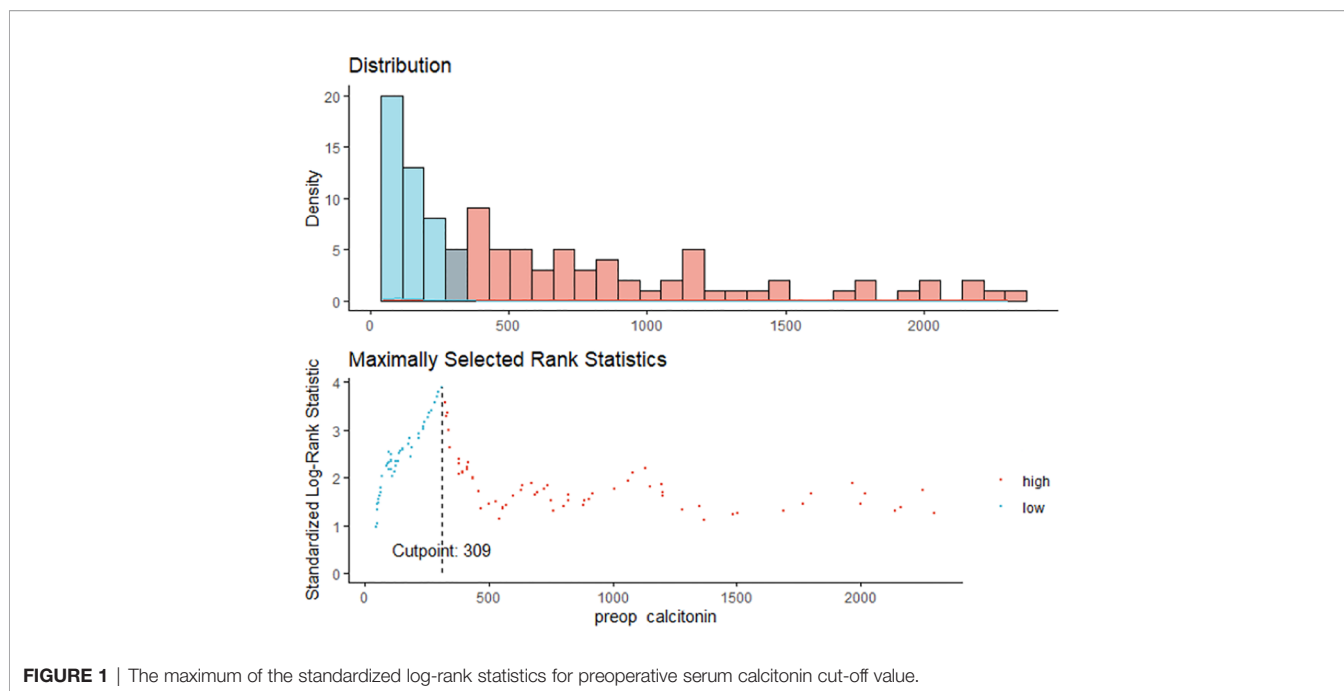 Distribution
20
15
10
5
0
Density
0 500 1000 1500 2000
Maximally Selected Rank Statistics
4
3
2
1
0
Standardized Log-Rank Statistic
Cutpoint: 309
high
low
0 500 1000 1500 2000
preop calcitonin
FIGURE 1 | The maximum of the standardized log-rank statistics for preoperative serum calcitonin cut-off value.